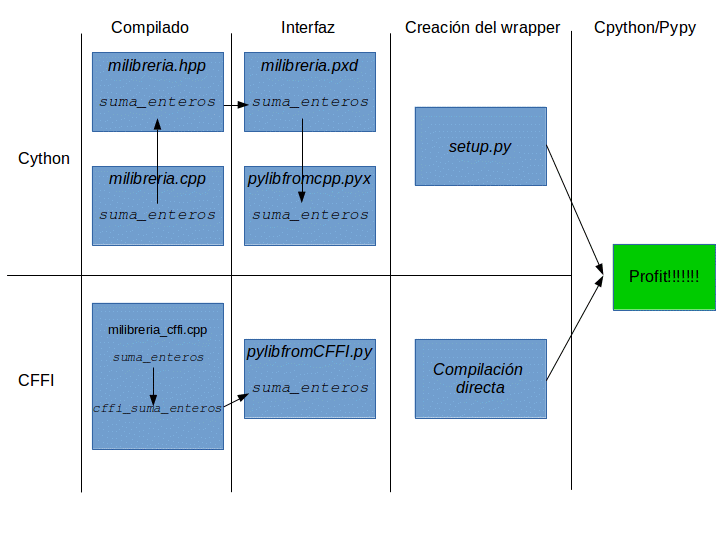 Compilado
Interfaz
Creación del wrapper
Cpython/Pypy
Cython
milibreria.hpp
suma_enteros
milibreria.pxd
suma_enteros
milibreria.cpp
suma_enteros
pylibfromcpp.pyx
suma_enteros
setup.py
Profit!!!!!!!
CFFI
milibreria_cffi.cpp
suma_enteros
cffi_suma_enteros
pylibfromCFFI.py
suma_enteros
Compilación
directa